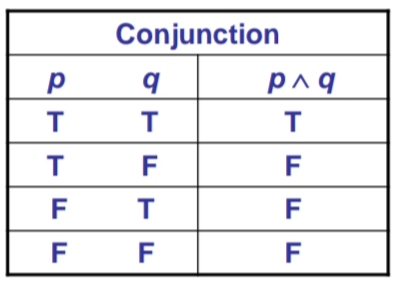 Conjunction
p q p ∧ q
T T T
T F F
F T F
F F F